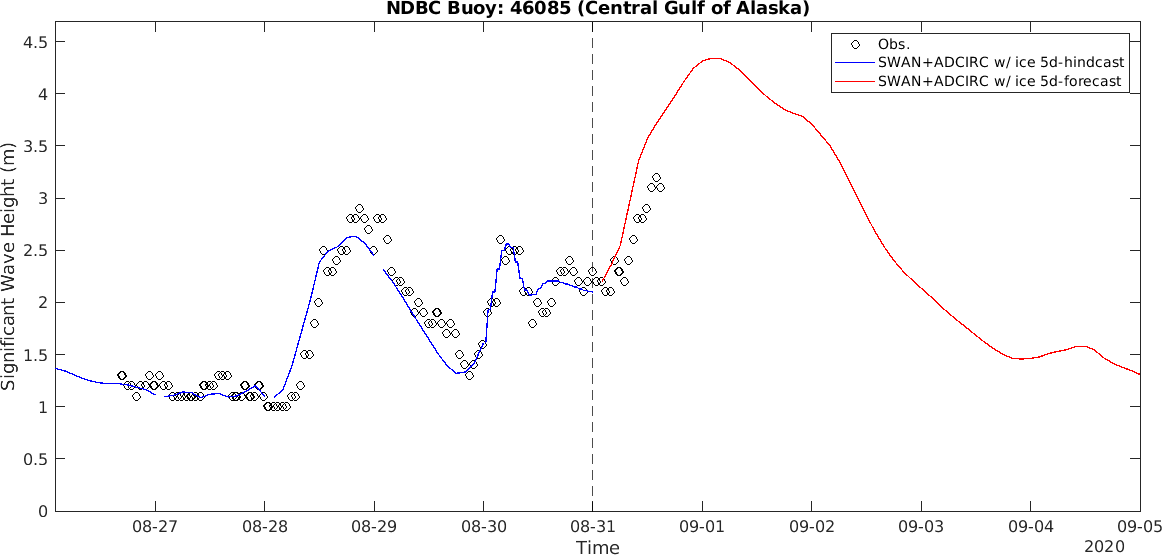 NDBC Buoy: 46085 (Central Gulf of Alaska)
Obs.
SWAN+ADCIRC w/ ice 5d-hindcast
SWAN+ADCIRC w/ ice 5d-forecast
4.5
4
3.5
3
2.5
2
1.5
1
0.5
0
Significant Wave Height (m)
08-27 08-28 08-29 08-30 08-31 09-01 09-02 09-03 09-04 09-05
Time
2020